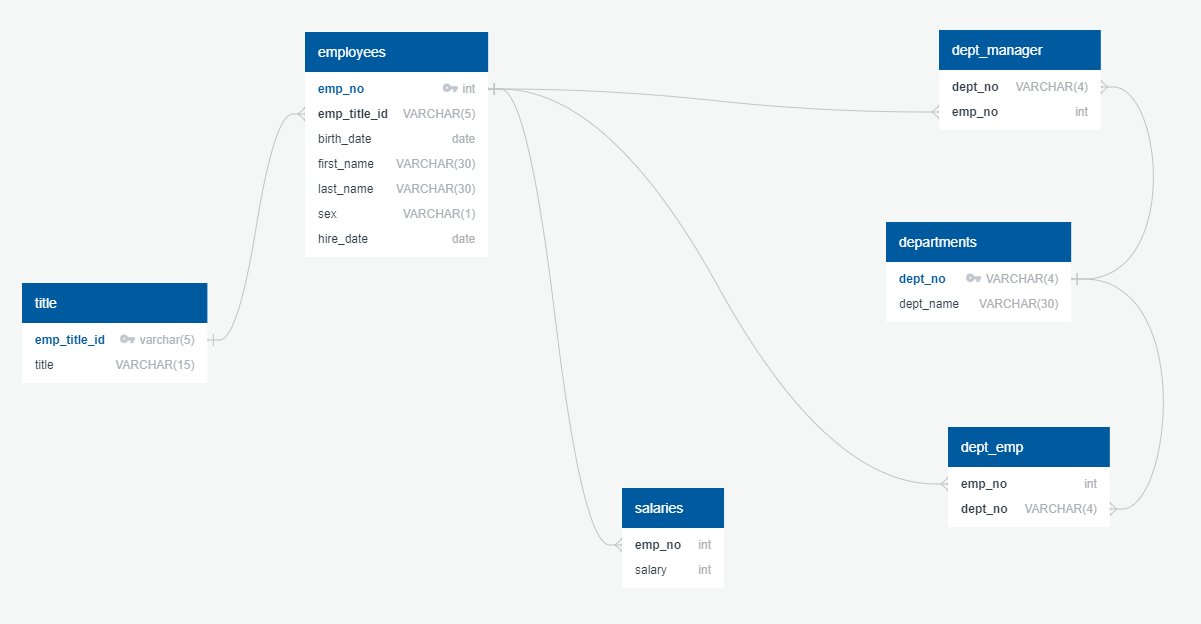 employees
emp_no int
emp_title_id VARCHAR(5)
birth_date date
first_name VARCHAR(30)
last_name VARCHAR(30)
sex VARCHAR(1)
hire_date date
title
emp_title_id varchar(5)
title VARCHAR(15)
salaries
emp_no int
salary int
dept_manager
dept_no VARCHAR(4)
emp_no int
departments
dept_no VARCHAR(4)
dept_name VARCHAR(30)
dept_emp
emp_no int
dept_no VARCHAR(4)